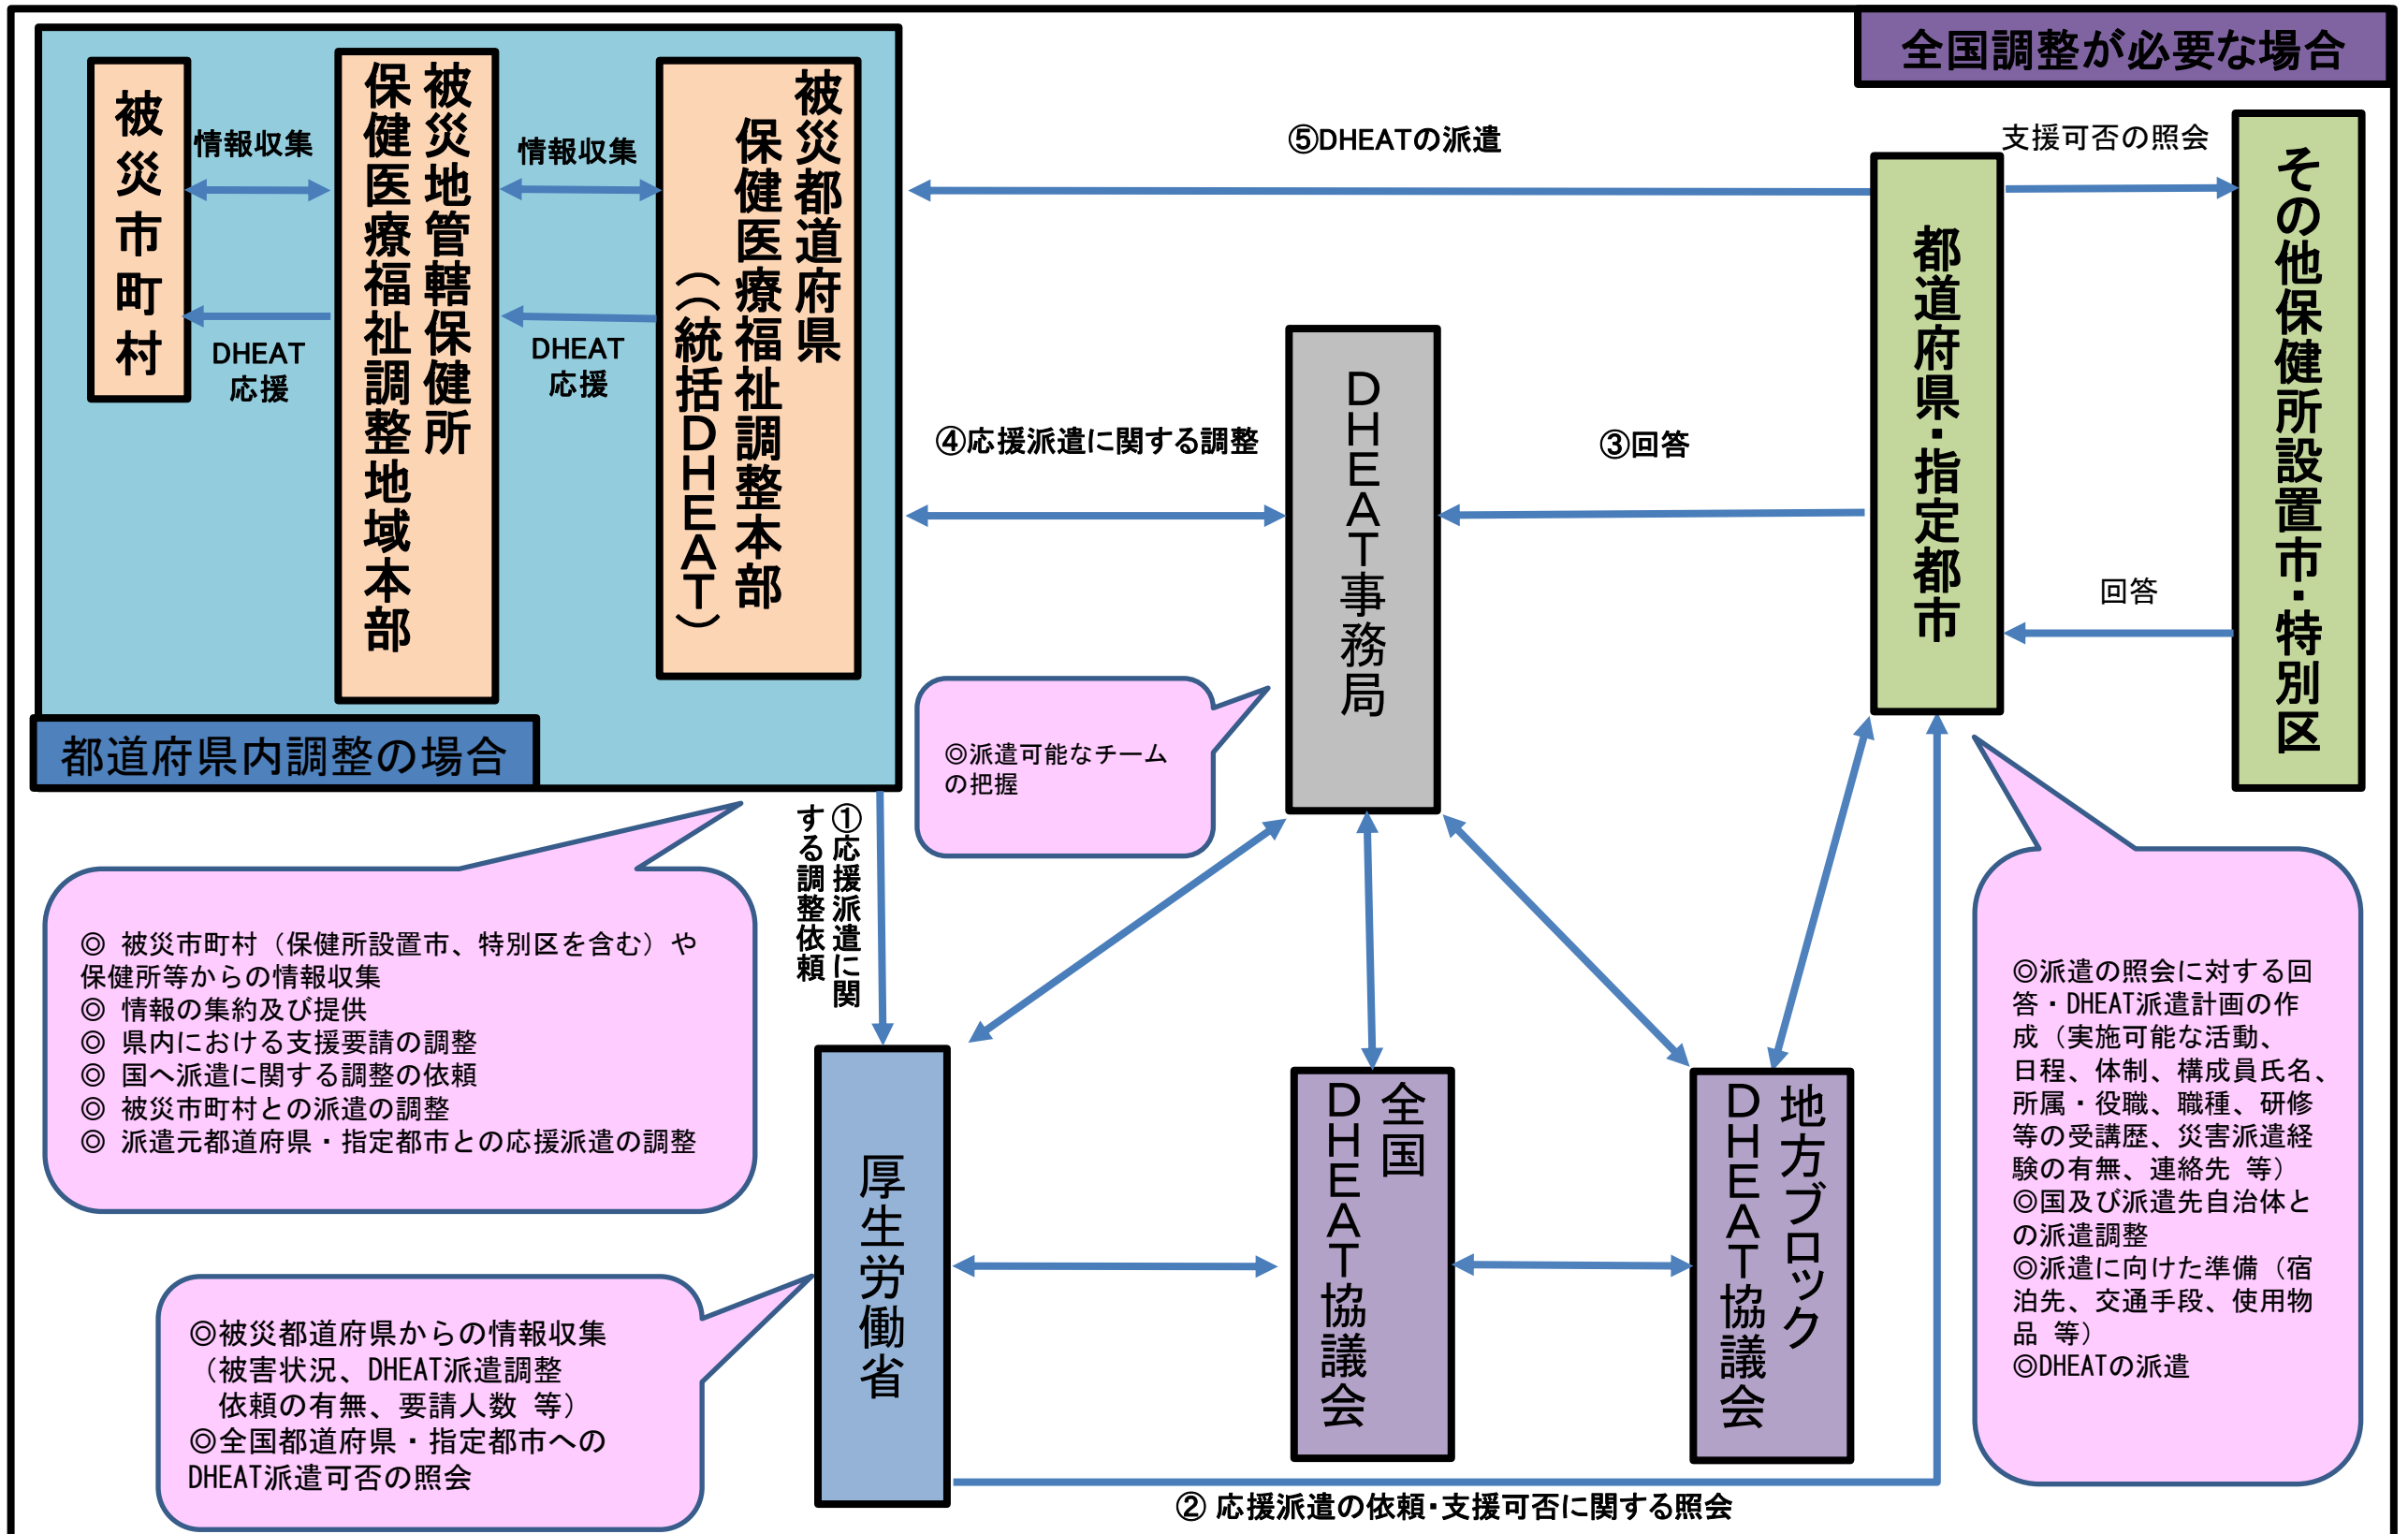 全国調整が必要な場合
被災市町村
情報収集
DHEAT
応援
被災地管轄保健所
保健医療福祉調整地域本部
情報収集
DHEAT
応援
被災都道府県
保健医療福祉調整本部
（（統括ＤＨＥＡＴ）
都道府県内調整の場合
⑤DHEATの派遣
支援可否の照会
都道府県・指定都市
その他保健所設置市・特別区
④応援派遣に関する調整
ＤＨＥＡＴ事務局
③回答
回答
◎派遣可能なチーム
の把握
①応援派遣に関
する調整依頼
◎ 被災市町村（保健所設置市、特別区を含む）や
保健所等からの情報収集
◎ 情報の集約及び提供
◎ 県内における支援要請の調整
◎ 国へ派遣に関する調整の依頼
◎ 被災市町村との派遣の調整
◎ 派遣元都道府県・指定都市との応援派遣の調整
◎派遣の照会に対する回
答・DHEAT派遣計画の作
成（実施可能な活動、
日程、体制、構成員氏名、
所属・役職、職種、研修
等の受講歴、災害派遣経
験の有無、連絡先 等）
◎国及び派遣先自治体と
の派遣調整
◎派遣に向けた準備（宿
泊先、交通手段、使用物
品 等）
◎DHEATの派遣
厚生労働省
全国
ＤＨＥＡＴ協議会
地方ブロック
ＤＨＥＡＴ協議会
◎被災都道府県からの情報収集
（被害状況、DHEAT派遣調整
依頼の有無、要請人数 等）
◎全国都道府県・指定都市への
DHEAT派遣可否の照会
② 応援派遣の依頼・支援可否に関する照会